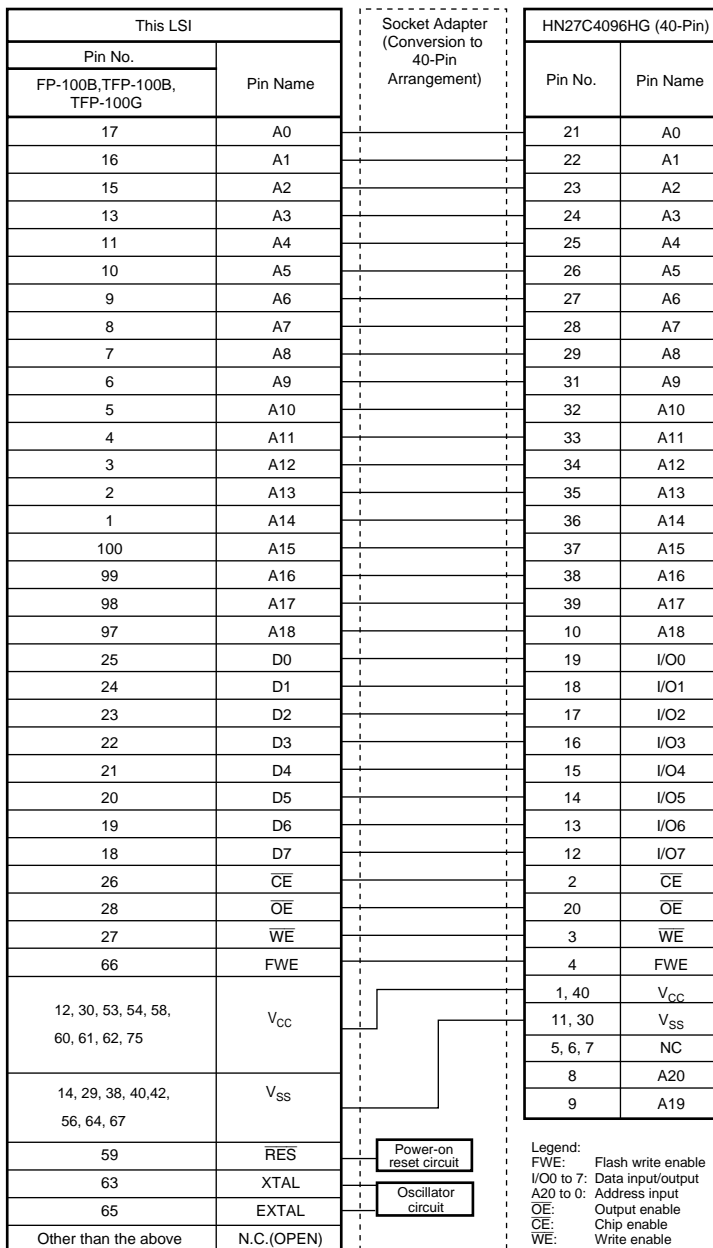 This LSI
Socket Adapter
(Conversion to
40-Pin
Arrangement)
HN27C4096HG (40-Pin)
Pin No.
FP-100B,TFP-100B,
TFP-100G
Pin Name
Pin No.
Pin Name
17 A0 21 A0
16 A1 22 A1
15 A2 23 A2
13 A3 24 A3
11 A4 25 A4
10 A5 26 A5
9 A6 27 A6
8 A7 28 A7
7 A8 29 A8
6 A9 31 A9
5 A10 32 A10
4 A11 33 A11
3 A12 34 A12
2 A13 35 A13
1 A14 36 A14
100 A15 37 A15
99 A16 38 A16
98 A17 39 A17
97 A18 10 A18
25 D0 19 I/O0
24 D1 18 I/O1
23 D2 17 I/O2
22 D3 16 I/O3
21 D4 15 I/O4
20 D5 14 I/O5
19 D6 13 I/O6
18 D7 12 I/O7
26 C̅E̅ 2 C̅E̅
28 O̅E̅ 20 O̅E̅
27 W̅E̅ 3 W̅E̅
66 FWE 4 FWE
12, 30, 53, 54, 58,
60, 61, 62, 75
VCC
1, 40 VCC
11, 30 VSS
5, 6, 7 NC
8 A20
9 A19
14, 29, 38, 40,42,
56, 64, 67
VSS
59 R̅E̅S̅
Power-on
reset circuit
63 XTAL
65 EXTAL
Oscillator
circuit
Other than the above N.C.(OPEN)
Legend:
FWE: Flash write enable
I/O0 to 7: Data input/output
A20 to 0: Address input
O̅E̅: Output enable
C̅E̅: Chip enable
W̅E̅: Write enable